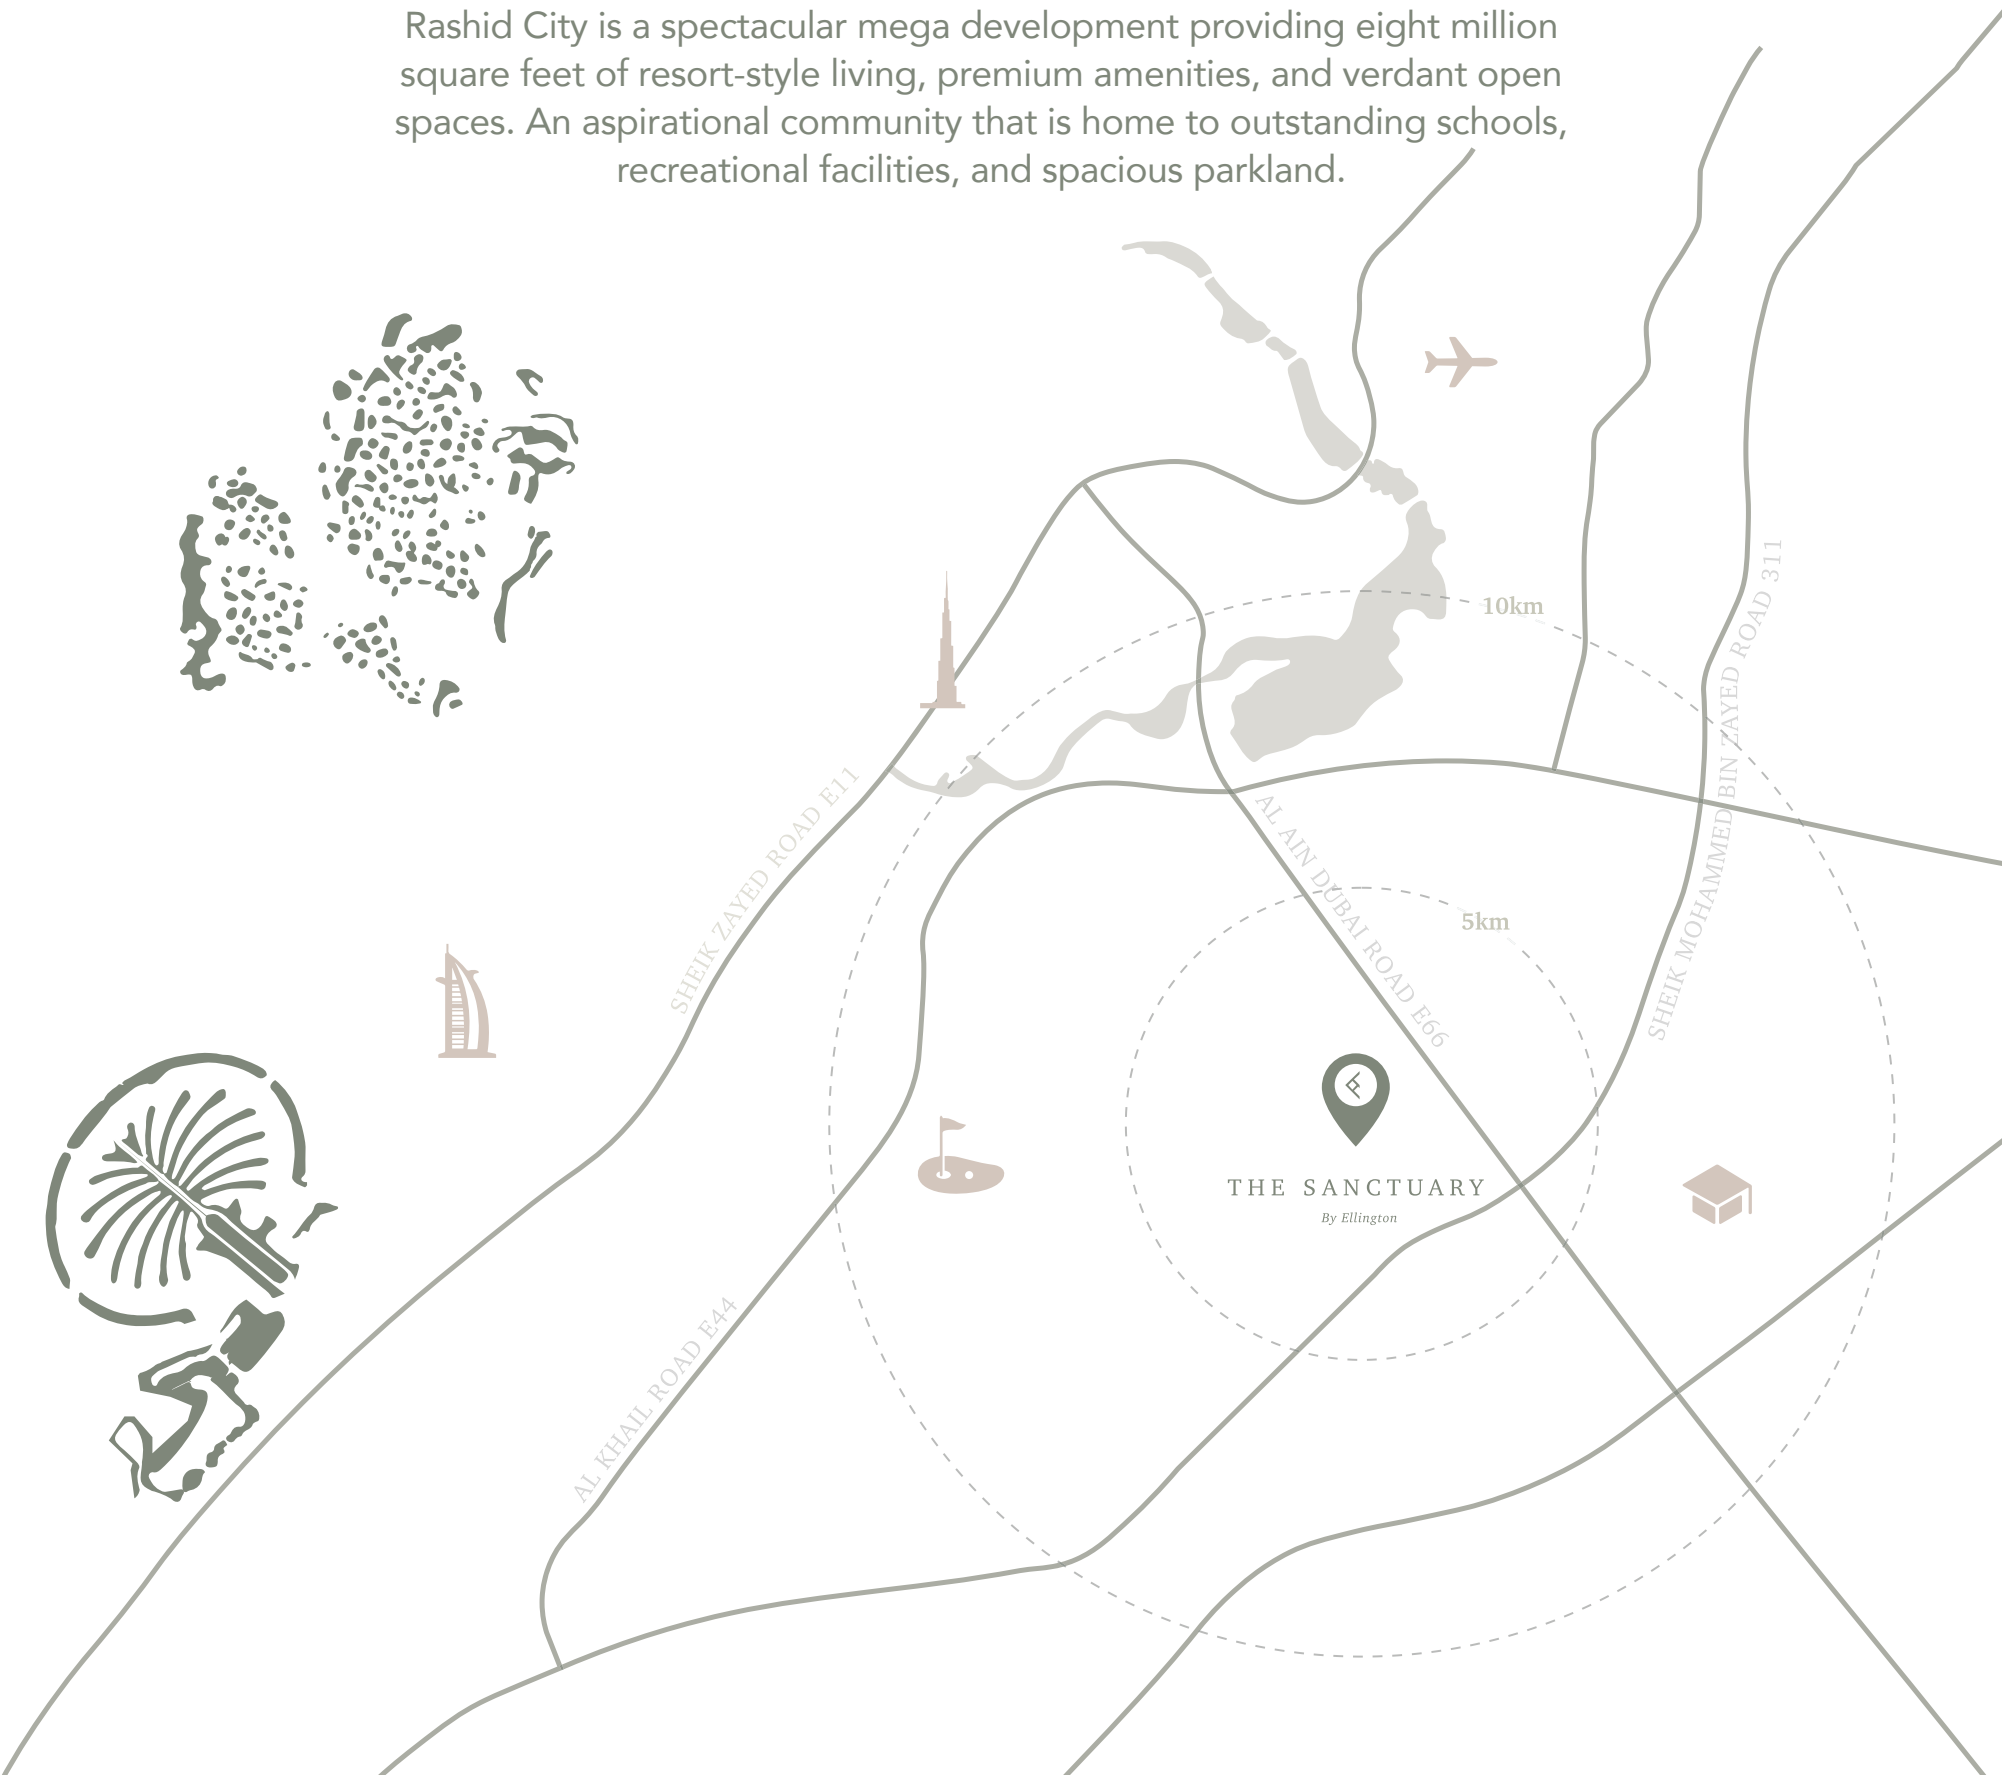 Rashid City is a spectacular mega development providing eight million
square feet of resort-style living, premium amenities, and verdant open
spaces. An aspirational community that is home to outstanding schools,
recreational facilities, and spacious parkland.
10km
SHEIK MOHAMMED BIN ZAYED ROAD 311
SHEIK ZAYED ROAD E11
AL AIN DUBAI ROAD E66
5km
THE SANCTUARY
By Ellington
AL KHAIL ROAD E44